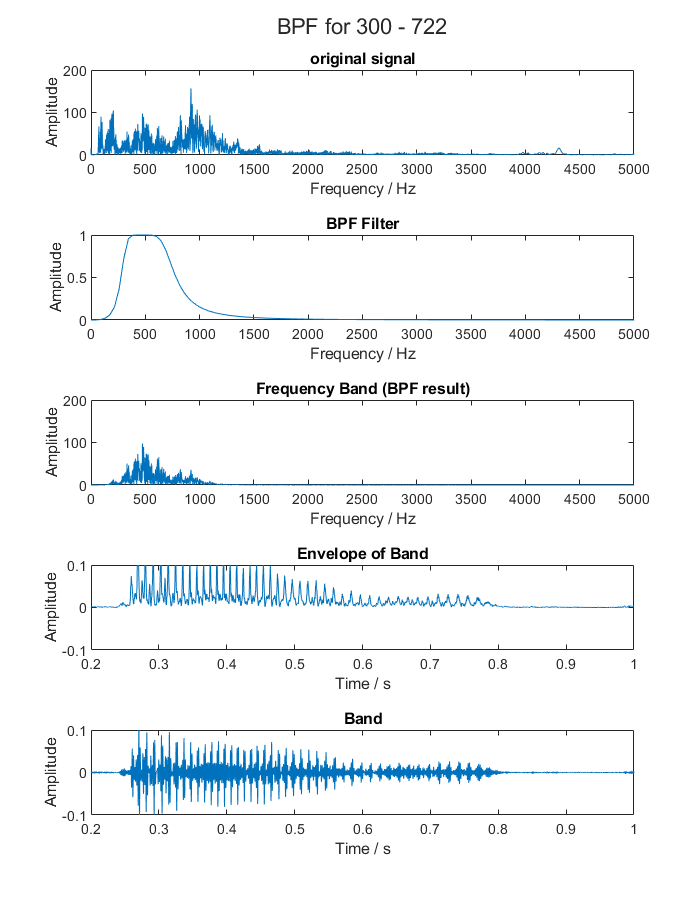 BPF for 300 - 722
original signal
200
100
0
Amplitude
0 500 1000 1500 2000 2500 3000 3500 4000 4500 5000
Frequency / Hz
BPF Filter
1
0.5
0
Amplitude
0 500 1000 1500 2000 2500 3000 3500 4000 4500 5000
Frequency / Hz
Frequency Band (BPF result)
200
100
0
Amplitude
0 500 1000 1500 2000 2500 3000 3500 4000 4500 5000
Frequency / Hz
Envelope of Band
0.1
0
-0.1
Amplitude
0.2 0.3 0.4 0.5 0.6 0.7 0.8 0.9 1
Time / s
Band
0.1
0
-0.1
Amplitude
0.2 0.3 0.4 0.5 0.6 0.7 0.8 0.9 1
Time / s